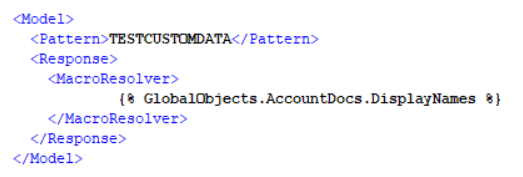 <Model>
<Pattern>TESTCUSTOMDATA</Pattern>
<Response>
<MacroResolver>
{% GlobalObjects.AccountDocs.DisplayNames %}
</MacroResolver>
</Response>
</Model>